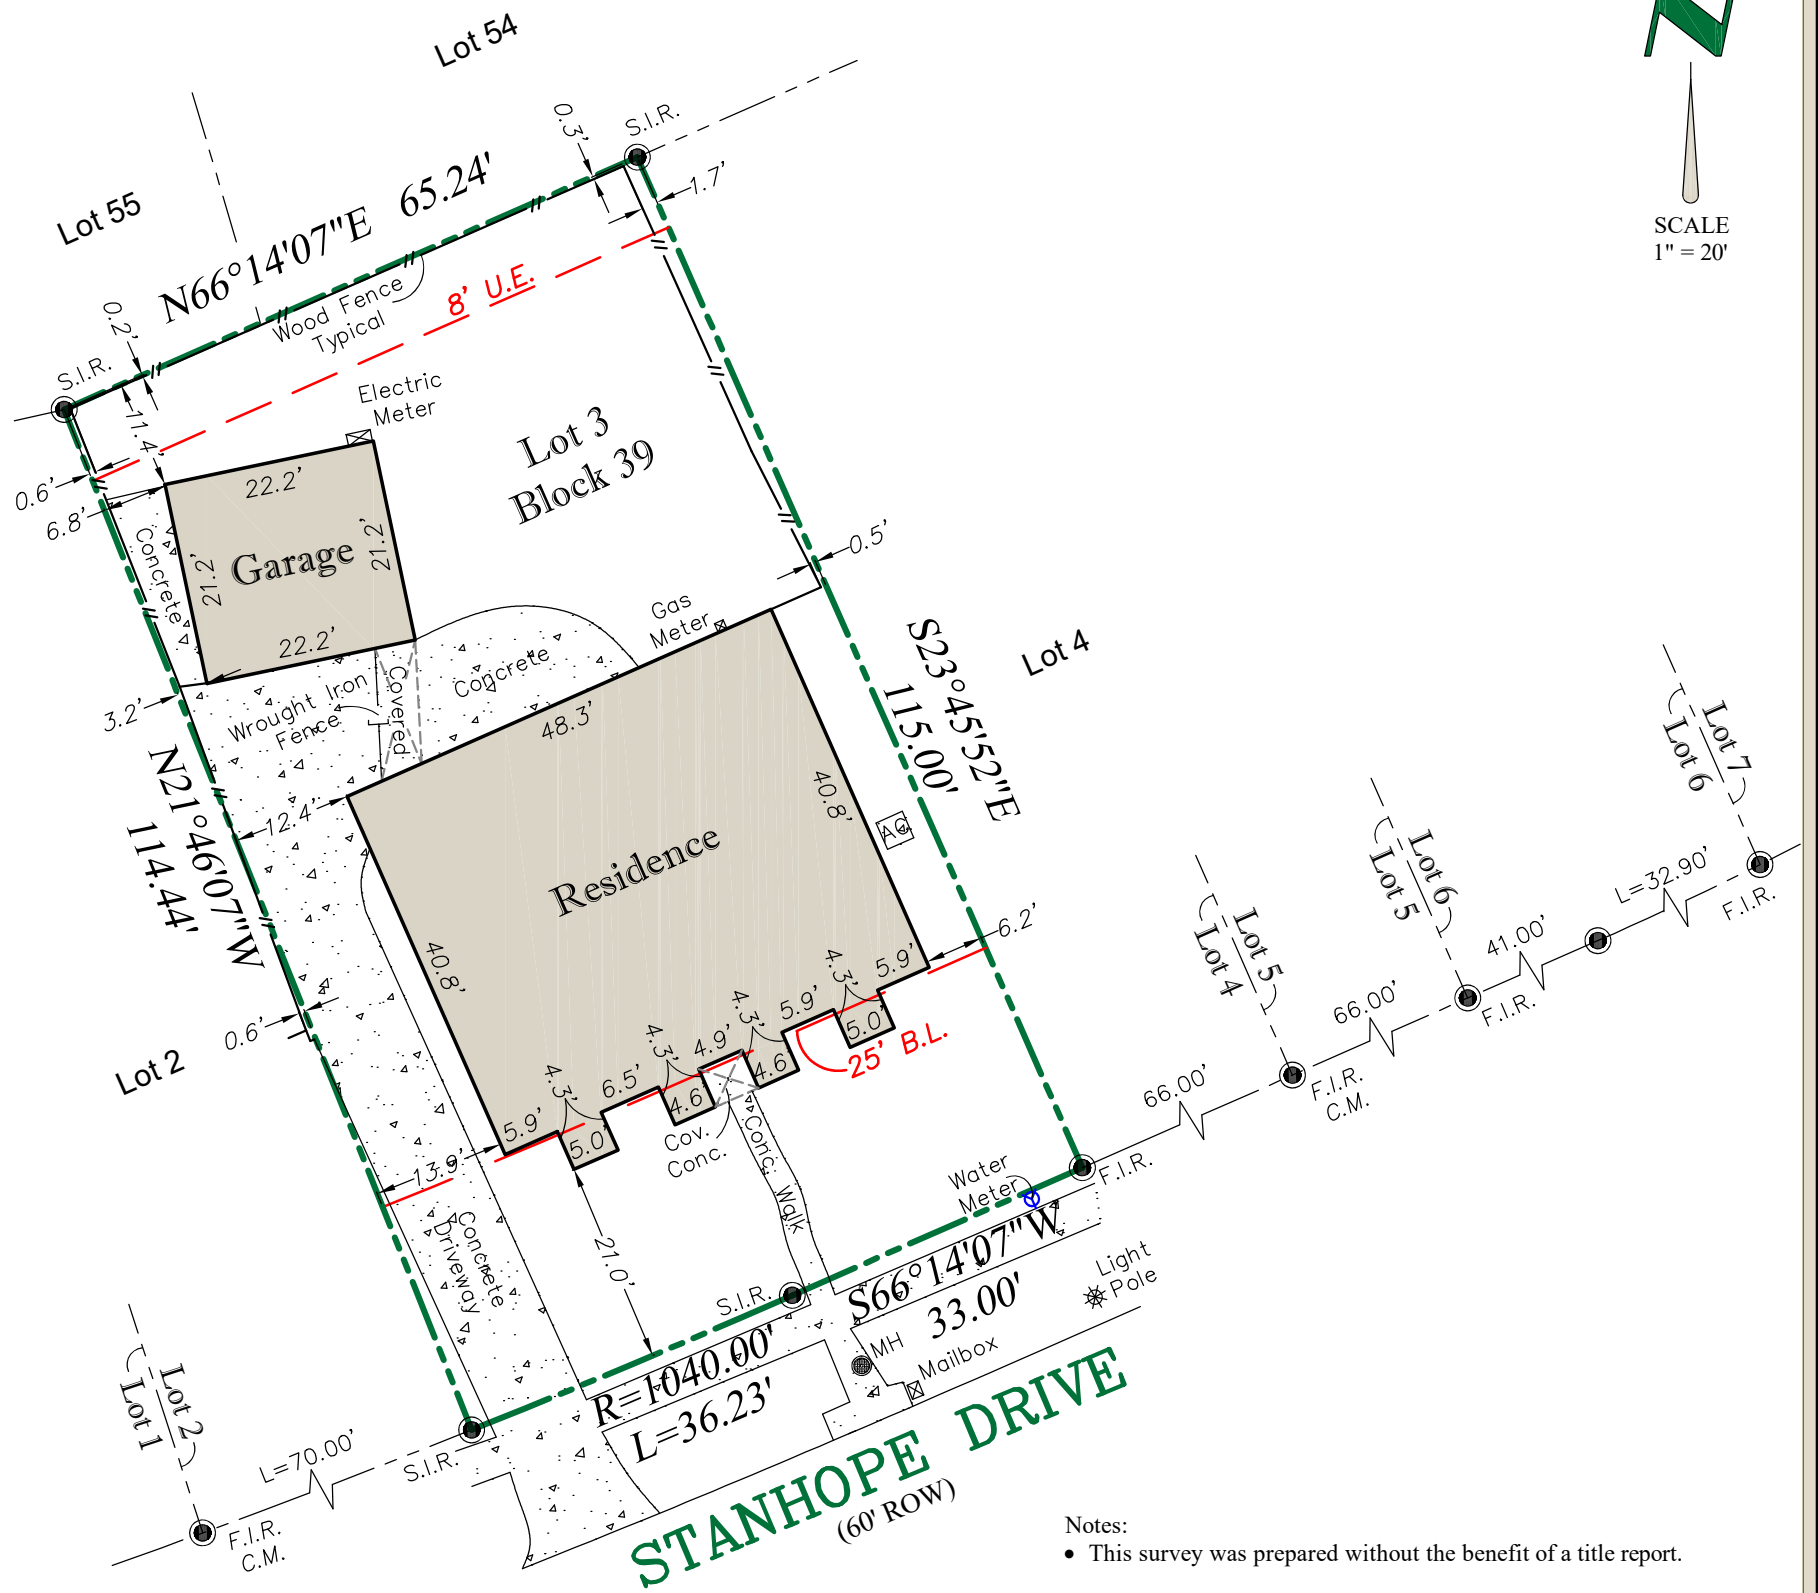 Lot 54
0.3'
S.I.R.
1.7'
SCALE
1" = 20'
Lot 55
N66°14'07"E 65.24'
Wood Fence
Typical
8' U.E.
0.2'
S.I.R.
11.4'
Electric
Meter
Lot 3
Block 39
0.6'
6.8'
22.2'
Concrete
Garage
21.2'
21.2'
22.2'
0.5'
Gas
Meter
Concrete
Wrought Iron
Fence
Covered
3.2'
48.3'
S23°45'52"E
115.00'
Lot 4
N21°46'07"W
114.44'
12.4'
40.8'
AC
Residence
40.8'
6.2'
0.6'
Lot 2
5.9'
4.3'
5.0'
6.5'
4.3'
4.6'
4.9'
4.3'
4.6'
5.9'
4.3'
5.0'
5.9'
25' B.L.
Cov.
Conc.
Conc. Walk
13.9'
Concrete
Driveway
21.0'
Water
Meter
F.I.R.
S66°14'07"W
33.00'
S.I.R.
R=1040.00'
L=36.23'
Light
Pole
MH
Mailbox
STANHOPE DRIVE
(60' ROW)
Lot 2
Lot 1
L=70.00'
S.I.R.
F.I.R.
C.M.
66.00'
Lot 5
Lot 4
F.I.R.
C.M.
66.00'
Lot 6
Lot 5
F.I.R.
41.00'
L=32.90'
Lot 7
Lot 6
F.I.R.
Notes:
• This survey was prepared without the benefit of a title report.